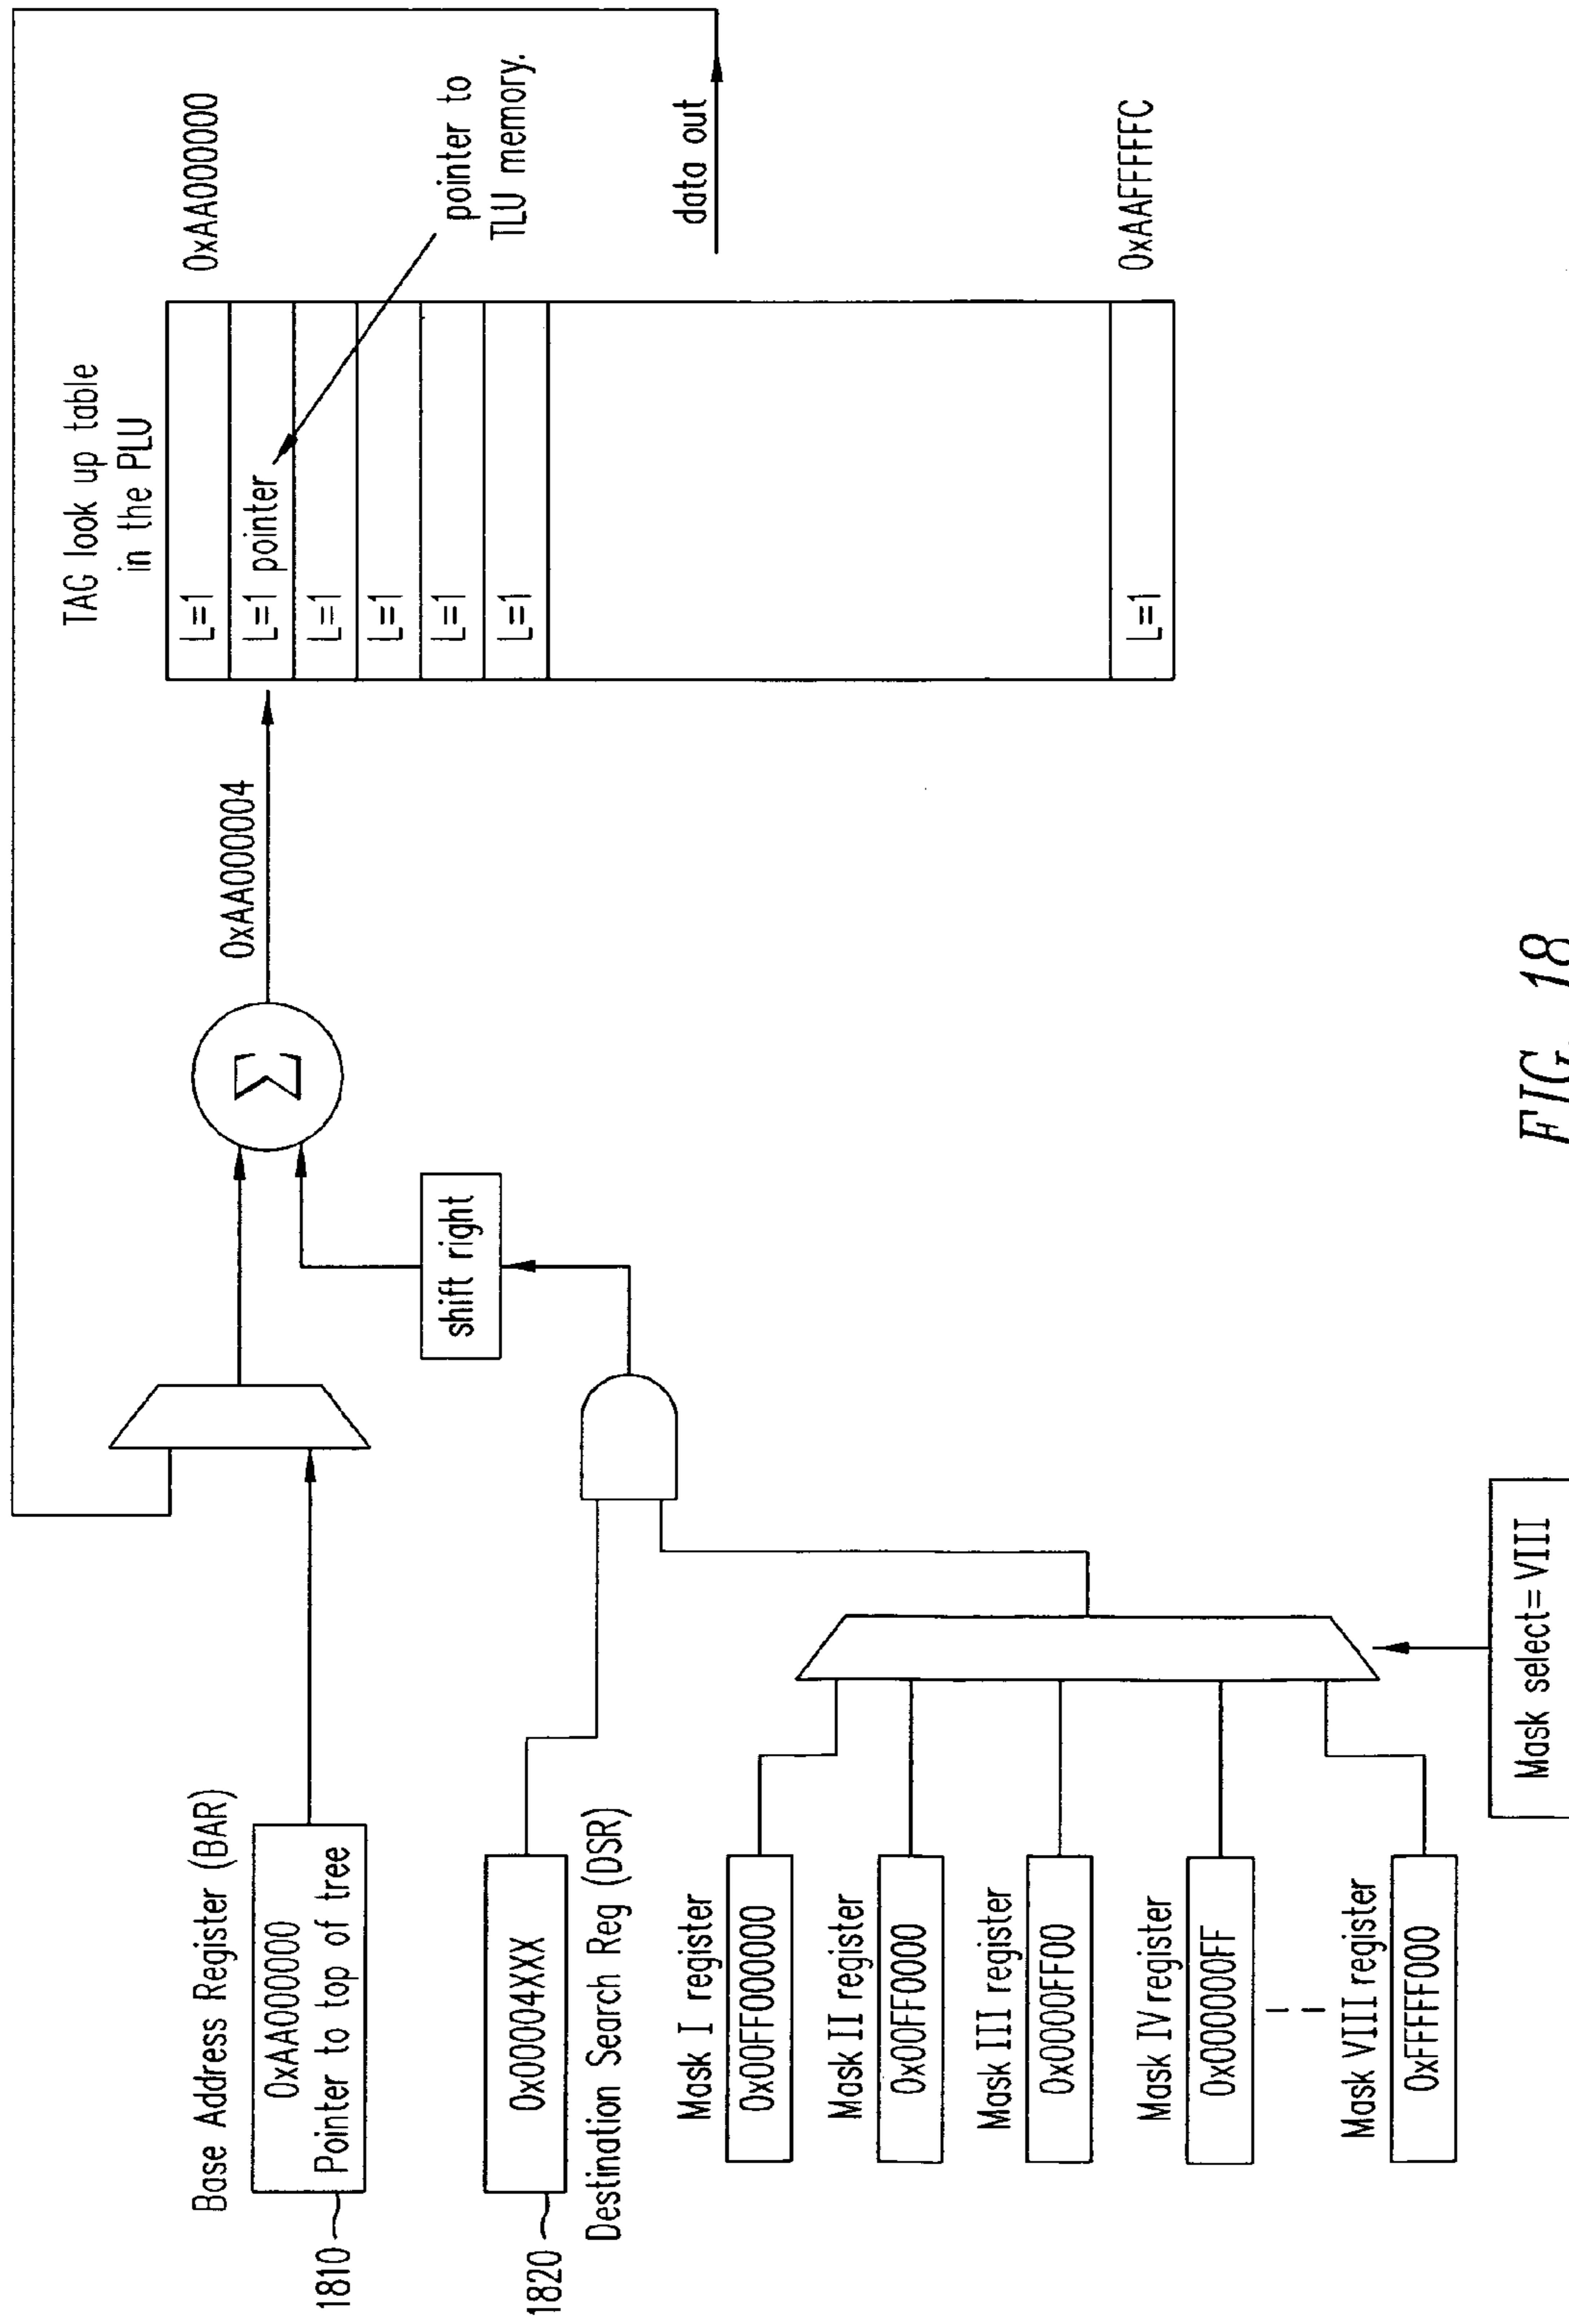 TAG look up table
in the PLU
Base Address Register (BAR)
0xAA000000
Pointer to top of tree
1810
0xAA000004
L=1
L=1 pointer
L=1
L=1
L=1
L=1
L=1
0xAA000000
pointer to
TLU memory.
data out
0xAAFFFFFC
Σ
shift right
0x00004XXX
1820
Destination Search Reg (DSR)
Mask I register
0x00FF00000
Mask II register
0x00FF0000
Mask III register
0x0000FF00
Mask IV register
0x000000FF
Mask VIII register
0xFFFFF000
Mask select= VIII
FIG. 18